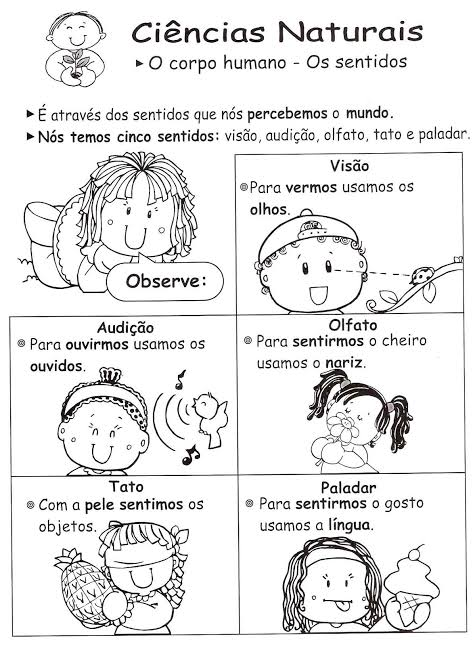 Ciências Naturais
▸ O corpo humano - Os sentidos
▸ É através dos sentidos que nós percebemos o mundo.
▸ Nós temos cinco sentidos: visão, audição, olfato, tato e paladar.
Observe:
Visão
Para vermos usamos os
olhos.
Audição
Para ouvirmos usamos os
ouvidos.
Olfato
Para sentirmos o cheiro
usamos o nariz.
Tato
Com a pele sentimos os
objetos.
Paladar
Para sentirmos o gosto
usamos a língua.